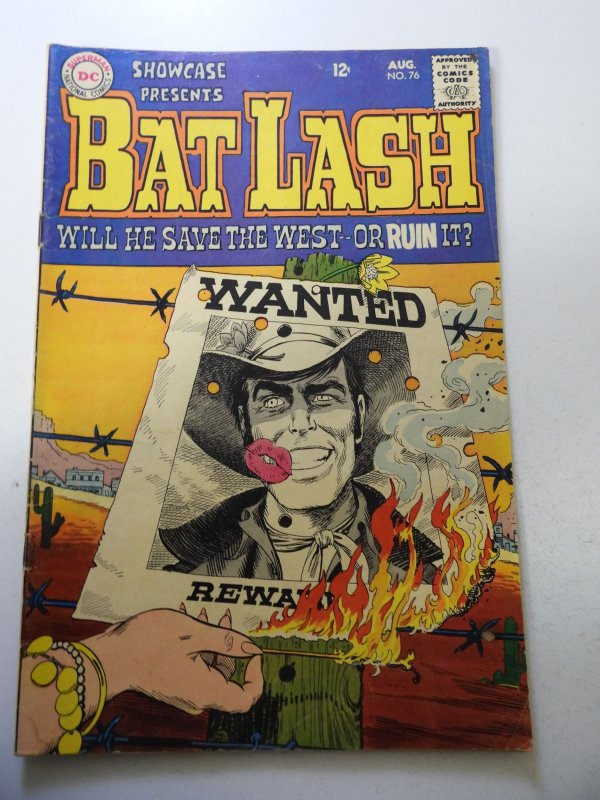 SUPERMAN
DC
NATIONAL COMICS
SHOWCASE
PRESENTS
12¢
AUG.
NO. 76
APPROVED
BY THE
COMICS
CODE
CA
AUTHORITY
BAT LASH
WILL HE SAVE THE WEST--OR RUIN IT?
WANTED
REWA